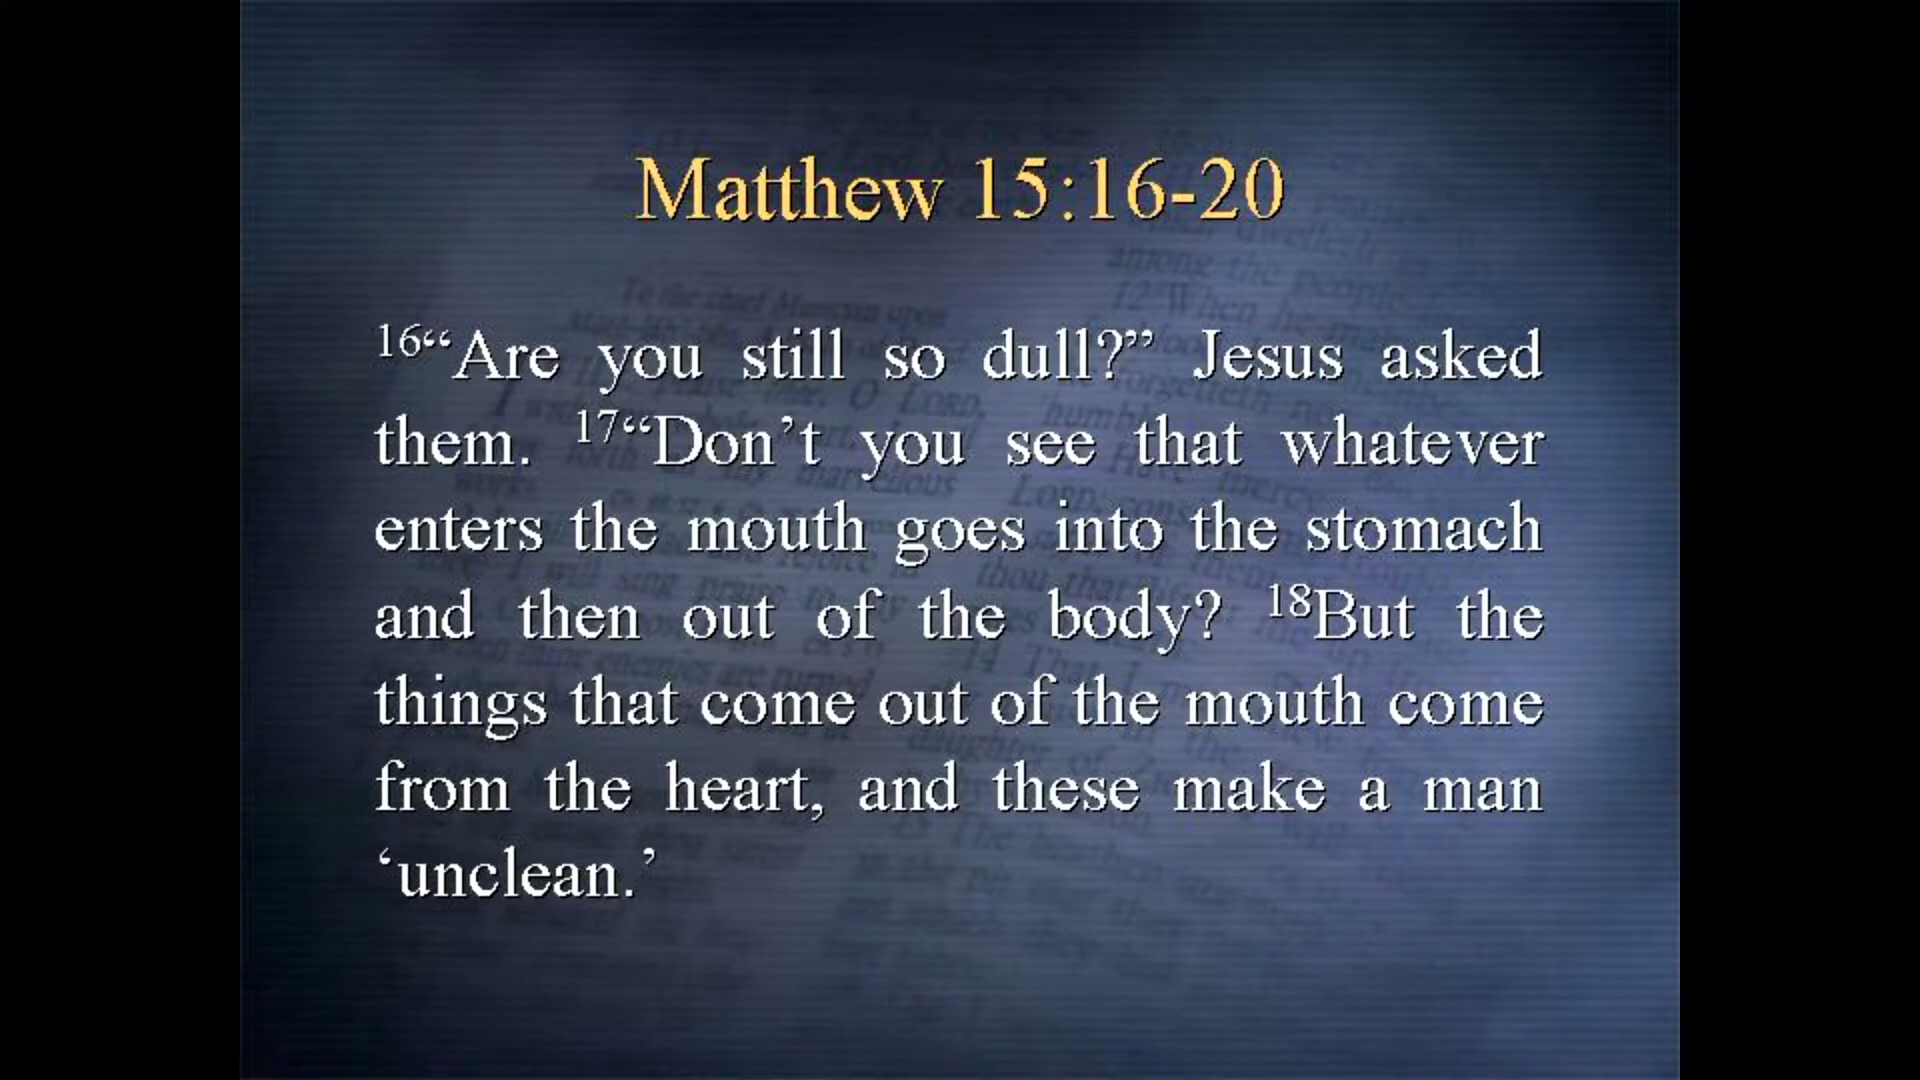 Matthew 15:16-20
16“Are you still so dull?” Jesus asked
them. 17“Don’t you see that whatever
enters the mouth goes into the stomach
and then out of the body? 18But the
things that come out of the mouth come
from the heart, and these make a man
‘unclean.’